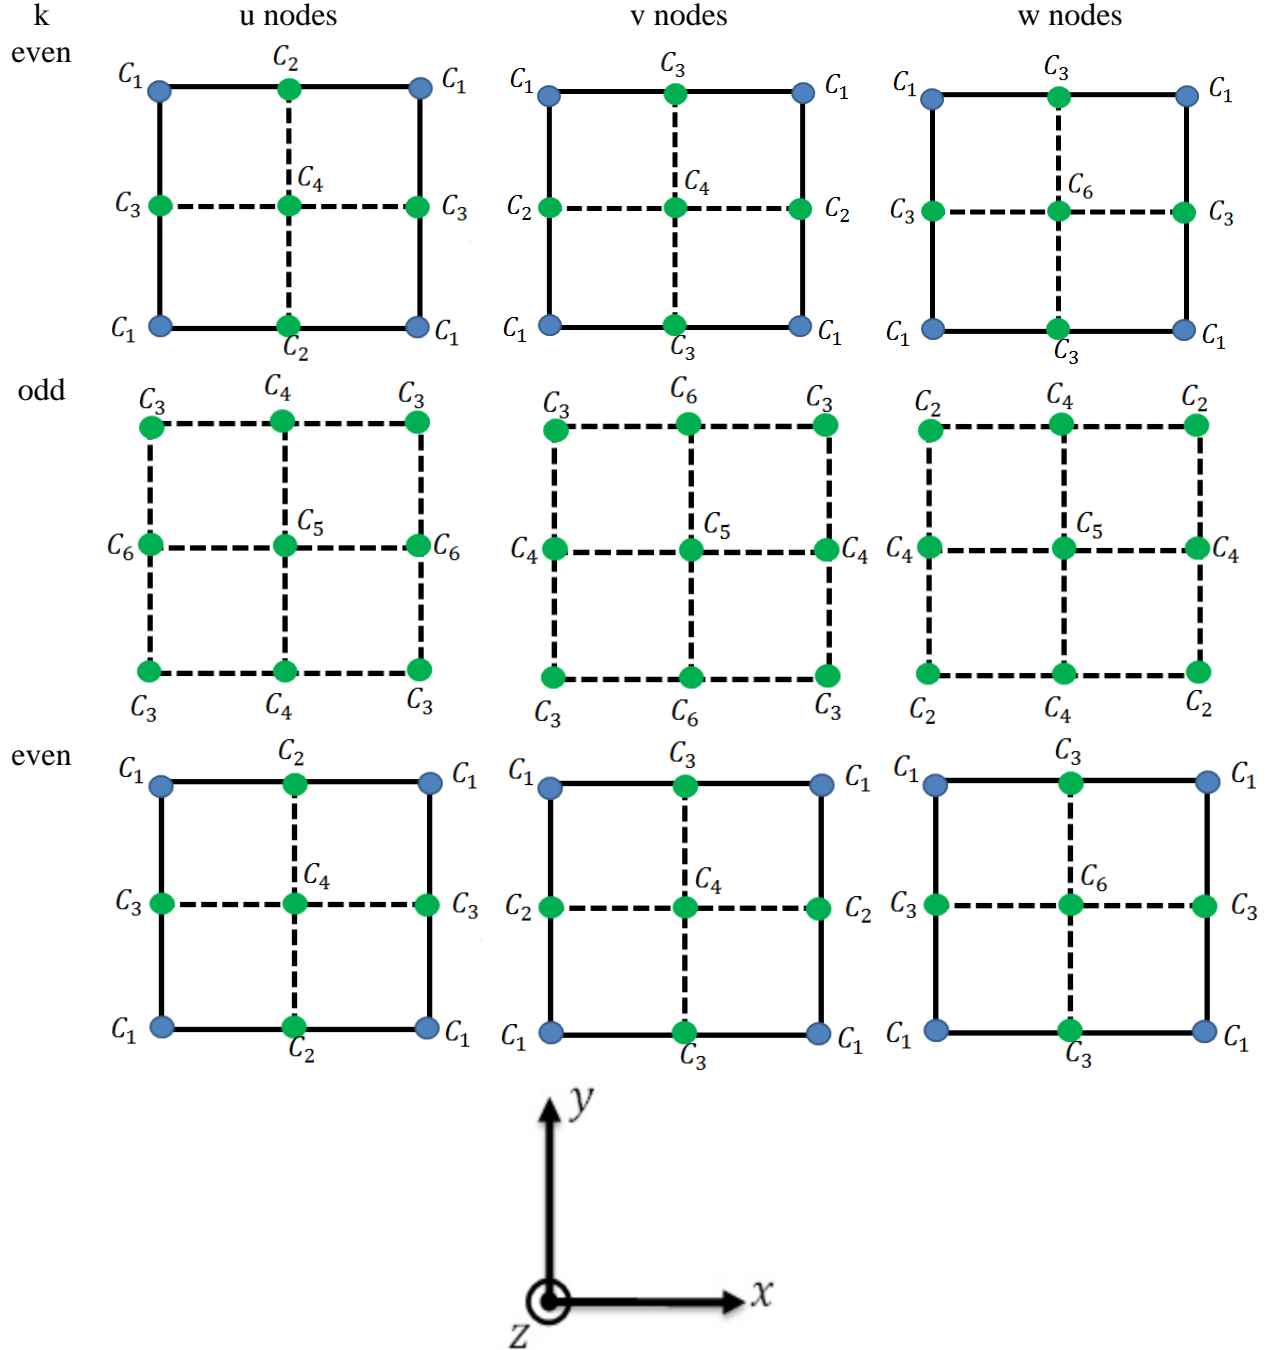 k u nodes v nodes w nodes
even
C₁ C₂ C₁ C₁ C₃ C₁ C₁ C₃ C₁
C₃ C₄ C₃ C₂ C₄ C₂ C₃ C₆ C₃
C₁ C₂ C₁ C₁ C₃ C₁ C₁ C₃ C₁
odd
C₃ C₄ C₃ C₃ C₆ C₃ C₂ C₄ C₂
C₆ C₅ C₆ C₄ C₅ C₄ C₄ C₅ C₄
C₃ C₄ C₃ C₃ C₆ C₃ C₂ C₄ C₂
even
C₁ C₂ C₁ C₁ C₃ C₁ C₁ C₃ C₁
C₃ C₄ C₃ C₂ C₄ C₂ C₃ C₆ C₃
C₁ C₂ C₁ C₁ C₃ C₁ C₁ C₃ C₁
y
x
z